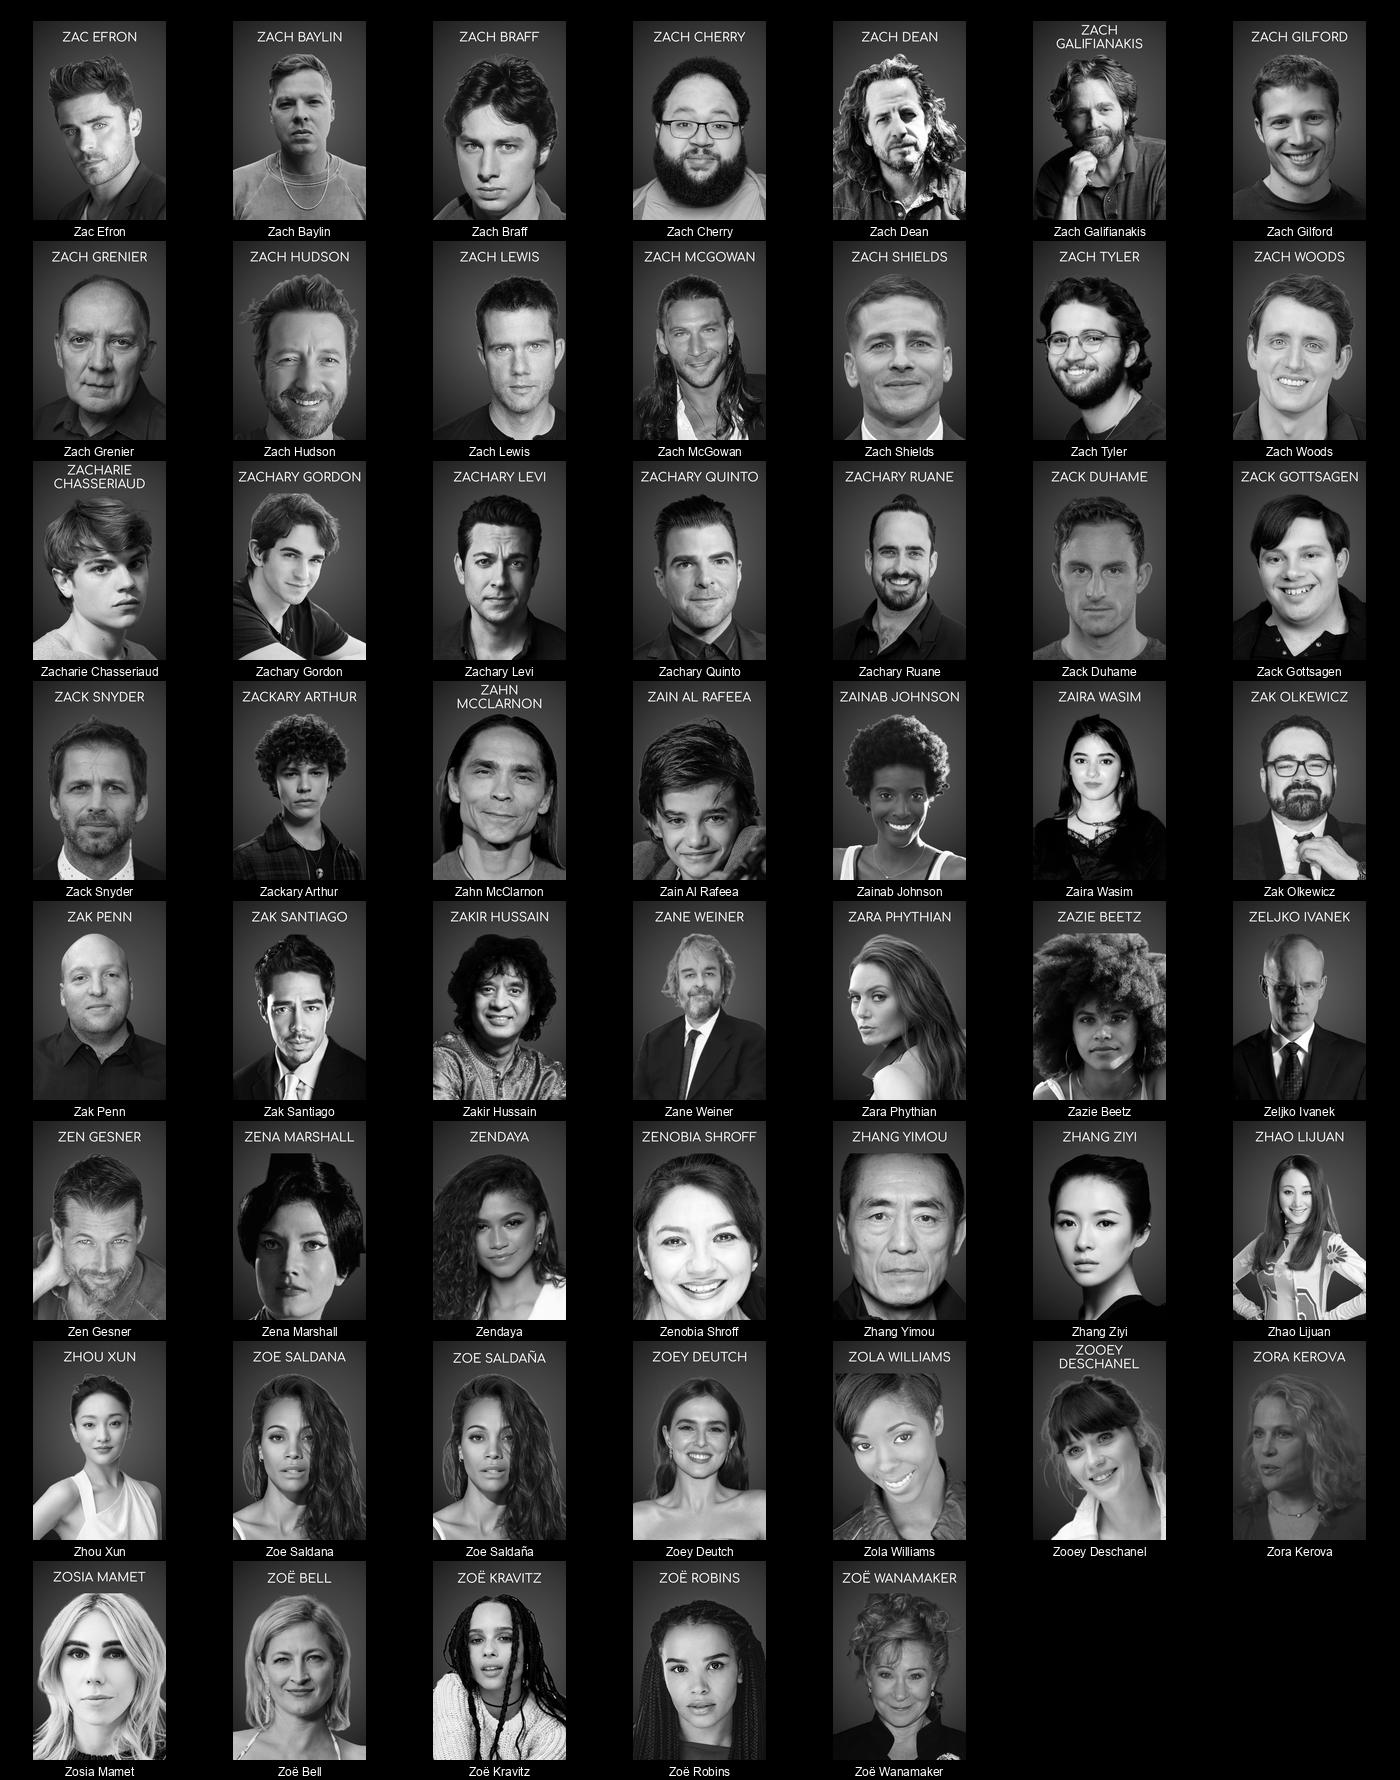 ZAC EFRON
ZACH BAYLIN
ZACH BRAFF
ZACH CHERRY
ZACH DEAN
ZACH
GALIFIANAKIS
ZACH GILFORD
Zac Efron
Zach Baylin
Zach Braff
Zach Cherry
Zach Dean
Zach Galifianakis
Zach Gilford
ZACH GRENIER
ZACH HUDSON
ZACH LEWIS
ZACH MCGOWAN
ZACH SHIELDS
ZACH TYLER
ZACH WOODS
Zach Grenier
Zach Hudson
Zach Lewis
Zach McGowan
Zach Shields
Zach Tyler
Zach Woods
ZACHARIE
CHASSERIAUD
ZACHARY GORDON
ZACHARY LEVI
ZACHARY QUINTO
ZACHARY RUANE
ZACK DUHAME
ZACK GOTTSAGEN
Zacharie Chasseriaud
Zachary Gordon
Zachary Levi
Zachary Quinto
Zachary Ruane
Zack Duhame
Zack Gottsagen
ZACK SNYDER
ZACKARY ARTHUR
ZAHN
MCCLARNON
ZAIN AL RAFEEA
ZAINAB JOHNSON
ZAIRA WASIM
ZAK OLKEWICZ
Zack Snyder
Zackary Arthur
Zahn McClarnon
Zain Al Rafeea
Zainab Johnson
Zaira Wasim
Zak Olkewicz
ZAK PENN
ZAK SANTIAGO
ZAKIR HUSSAIN
ZANE WEINER
ZARA PHYTHIAN
ZAZIE BEETZ
ZELJKO IVANEK
Zak Penn
Zak Santiago
Zakir Hussain
Zane Weiner
Zara Phythian
Zazie Beetz
Zeljko Ivanek
ZEN GESNER
ZENA MARSHALL
ZENDAYA
ZENOBIA SHROFF
ZHANG YIMOU
ZHANG ZIYI
ZHAO LIJUAN
Zen Gesner
Zena Marshall
Zendaya
Zenobia Shroff
Zhang Yimou
Zhang Ziyi
Zhao Lijuan
ZHOU XUN
ZOE SALDANA
ZOE SALDAÑA
ZOEY DEUTCH
ZOLA WILLIAMS
ZOOEY
DESCHANEL
ZORA KEROVA
Zhou Xun
Zoe Saldana
Zoe Saldaña
Zoey Deutch
Zola Williams
Zooey Deschanel
Zora Kerova
ZOSIA MAMET
ZOË BELL
ZOË KRAVITZ
ZOË ROBINS
ZOË WANAMAKER
Zosia Mamet
Zoë Bell
Zoë Kravitz
Zoë Robins
Zoë Wanamaker